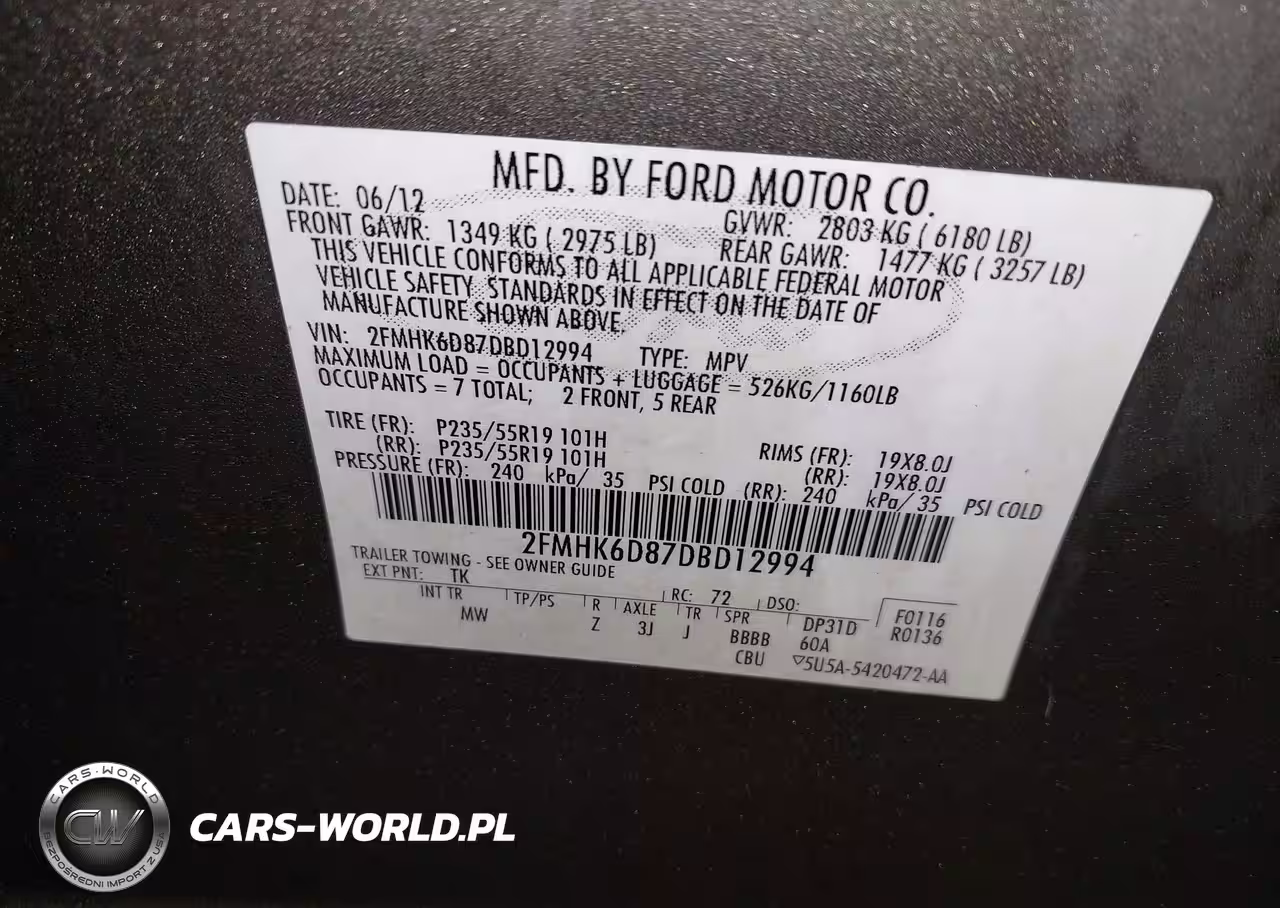 MFD. BY FORD MOTOR CO.
DATE: 06/12 GVWR: 2803 KG ( 6180 LB)
FRONT GAWR: 1349 KG ( 2975 LB) REAR GAWR: 1477 KG ( 3257 LB)
THIS VEHICLE CONFORMS TO ALL APPLICABLE FEDERAL MOTOR
VEHICLE SAFETY STANDARDS IN EFFECT ON THE DATE OF
MANUFACTURE SHOWN ABOVE.
VIN: 2FMHK6D87DBD12994 TYPE: MPV
MAXIMUM LOAD = OCCUPANTS + LUGGAGE = 526KG/1160LB
OCCUPANTS = 7 TOTAL; 2 FRONT, 5 REAR
TIRE (FR): P235/55R19 101H RIMS (FR): 19X8.0J
(RR): P235/55R19 101H (RR): 19X8.0J
PRESSURE (FR): 240 kPa/ 35 PSI COLD (RR): 240 kPa/ 35 PSI COLD
2FMHK6D87DBD12994
TRAILER TOWING - SEE OWNER GUIDE
EXT PNT: TK RC: 72 DSO: F0116
INT TR TP/PS R AXLE TR SPR DP31D R0136
MW Z 3J J BBBB 60A
CBU ▽5U5A-5420472-AA
CARS-WORLD
CW
BEZPOŚREDNI IMPORT Z USA
CARS-WORLD.PL